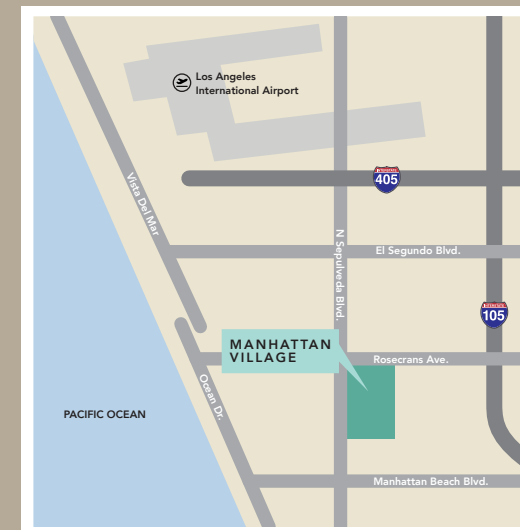 Los Angeles
International Airport
405
Vista Del Mar
N Sepulveda Blvd.
El Segundo Blvd.
105
MANHATTAN
VILLAGE
Rosecrans Ave.
Ocean Dr.
PACIFIC OCEAN
Manhattan Beach Blvd.